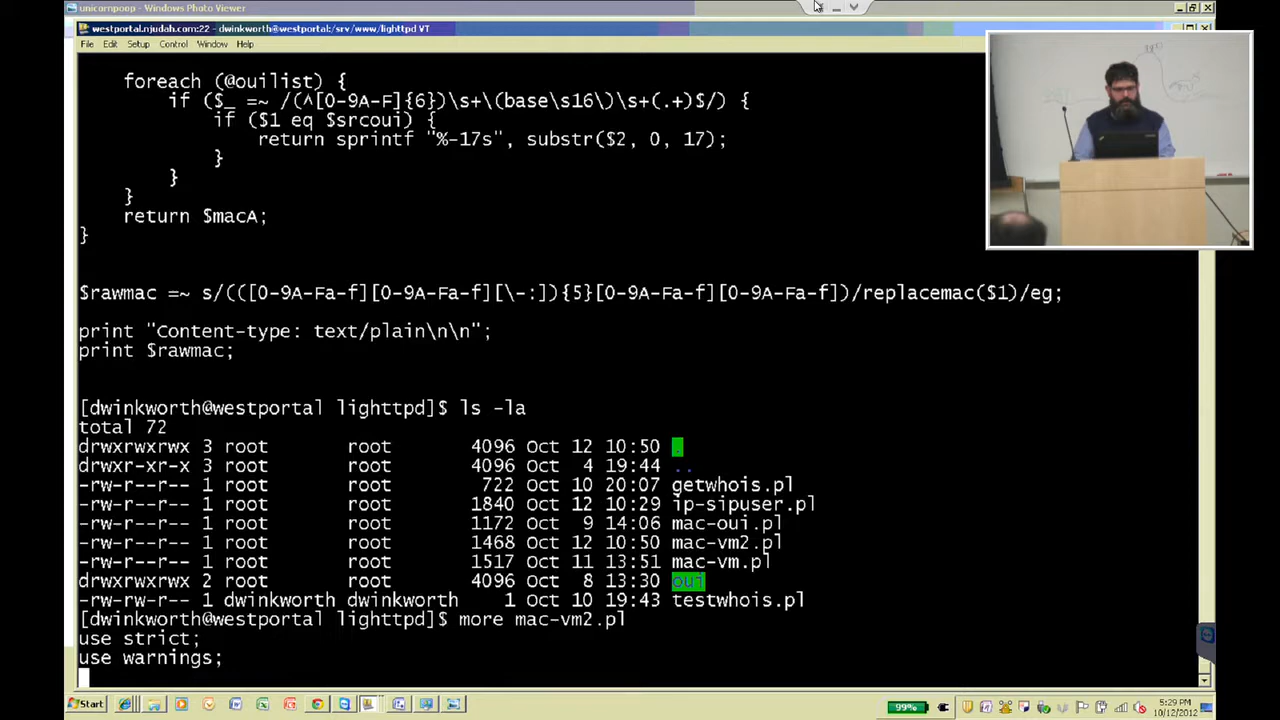 unicornpoop - Windows Photo Viewer
westportal.njudah.com:22 - dwinkworth@westportal:/srv/www/lighttpd VT
File Edit Setup Control Window Help
foreach (@ouilist) {
if ($_ =~ /(^[0-9A-F]{6})\s+\(base\s16\)\s+(.+)$/) {
if ($1 eq $srcoui) {
return sprintf "%-17s", substr($2, 0, 17);
}
}
}
return $macA;
}
$rawmac =~ s/(([0-9A-Fa-f][0-9A-Fa-f][\-:]){5}[0-9A-Fa-f][0-9A-Fa-f])/replacemac($1)/eg;
print "Content-type: text/plain\n\n";
print $rawmac;
[dwinkworth@westportal lighttpd]$ ls -la
total 72
drwxrwxrwx 3 root root 4096 Oct 12 10:50 .
drwxr-xr-x 3 root root 4096 Oct 4 19:44 ..
-rw-r--r-- 1 root root 722 Oct 10 20:07 getwhois.pl
-rw-r--r-- 1 root root 1840 Oct 12 10:29 ip-sipuser.pl
-rw-r--r-- 1 root root 1172 Oct 9 14:06 mac-oui.pl
-rw-r--r-- 1 root root 1468 Oct 12 10:50 mac-vm2.pl
-rw-r--r-- 1 root root 1517 Oct 11 13:51 mac-vm.pl
drwxrwxrwx 2 root root 4096 Oct 8 13:30 oui
-rw-rw-r-- 1 dwinkworth dwinkworth 1 Oct 10 19:43 testwhois.pl
[dwinkworth@westportal lighttpd]$ more mac-vm2.pl
use strict;
use warnings;
Start
99%
5:29 PM
10/12/2012